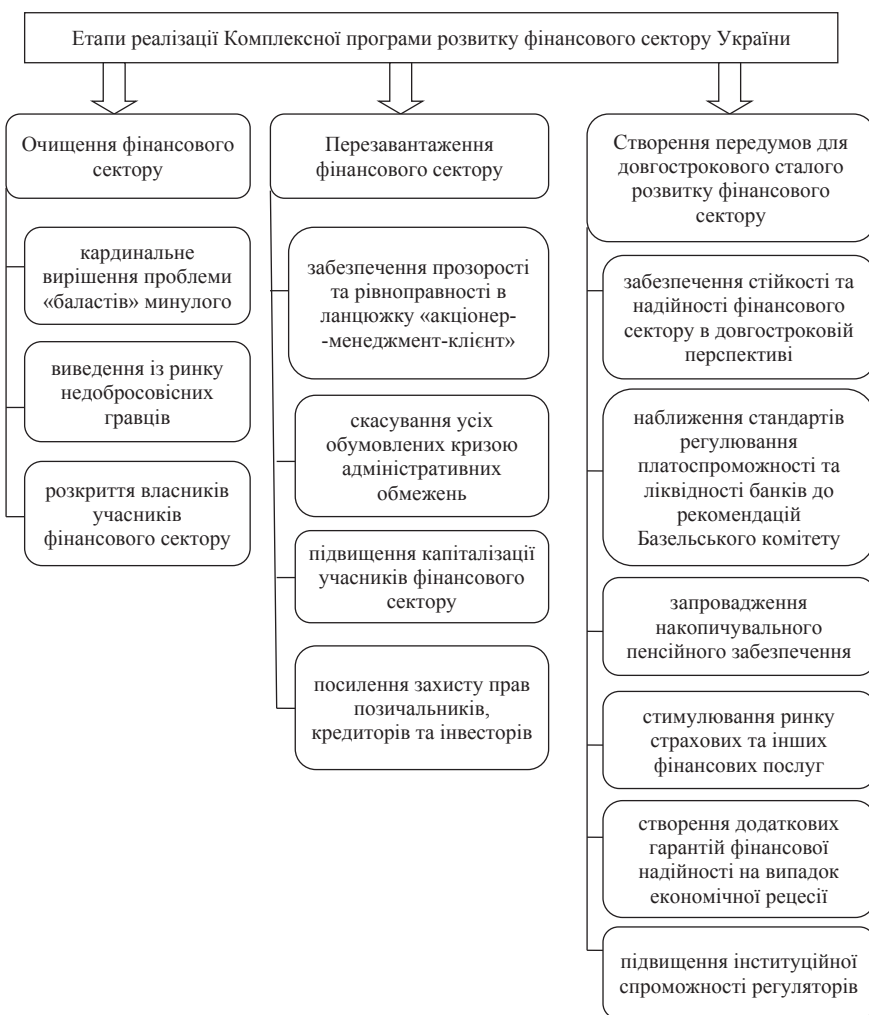 Етапи реалізації Комплексної програми розвитку фінансового сектору України
Очищення фінансового
сектору
кардинальне
вирішення проблеми
«баластів» минулого
виведення із ринку
недобросовісних
гравців
розкриття власників
учасників
фінансового сектору
Перезавантаження
фінансового сектору
забезпечення прозорості
та рівноправності в
ланцюжку «акціонер-
-менеджмент-клієнт»
скасування усіх
обумовлених кризою
адміністративних
обмежень
підвищення капіталізації
учасників фінансового
сектору
посилення захисту прав
позичальників,
кредиторів та інвесторів
Створення передумов для
довгострокового сталого
розвитку фінансового
сектору
забезпечення стійкості та
надійності фінансового
сектору в довгостроковій
перспективі
наближення стандартів
регулювання
платоспроможності та
ліквідності банків до
рекомендацій
Базельського комітету
запровадження
накопичувального
пенсійного забезпечення
стимулювання ринку
страхових та інших
фінансових послуг
створення додаткових
гарантій фінансової
надійності на випадок
економічної рецесії
підвищення інституційної
спроможності регуляторів